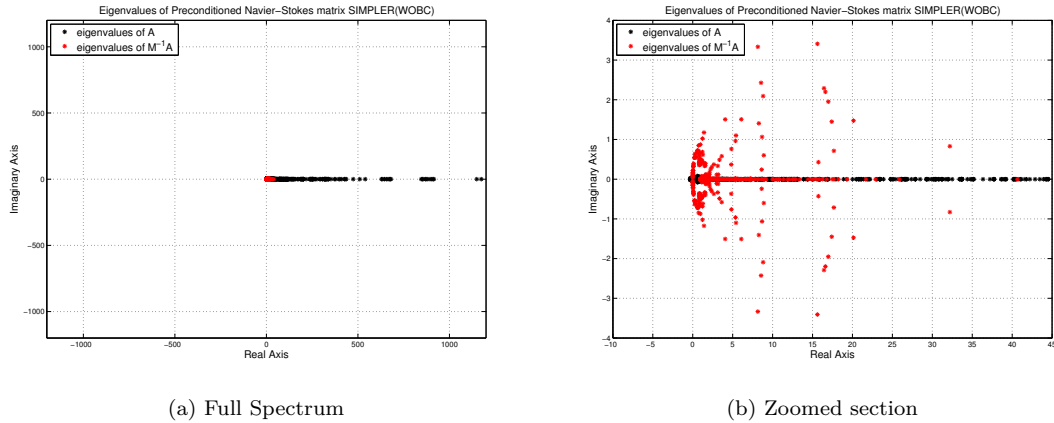 Eigenvalues of Preconditioned Navier−Stokes matrix SIMPLER(WOBC)
eigenvalues of A
eigenvalues of M−1A
1000
500
0
−500
−1000
Imaginary Axis
−1000
−500
0
500
1000
Real Axis
(a) Full Spectrum
Eigenvalues of Preconditioned Navier−Stokes matrix SIMPLER(WOBC)
eigenvalues of A
eigenvalues of M−1A
4
3
2
1
0
−1
−2
−3
−4
Imaginary Axis
−10
−5
0
5
10
15
20
25
30
35
40
45
Real Axis
(b) Zoomed section